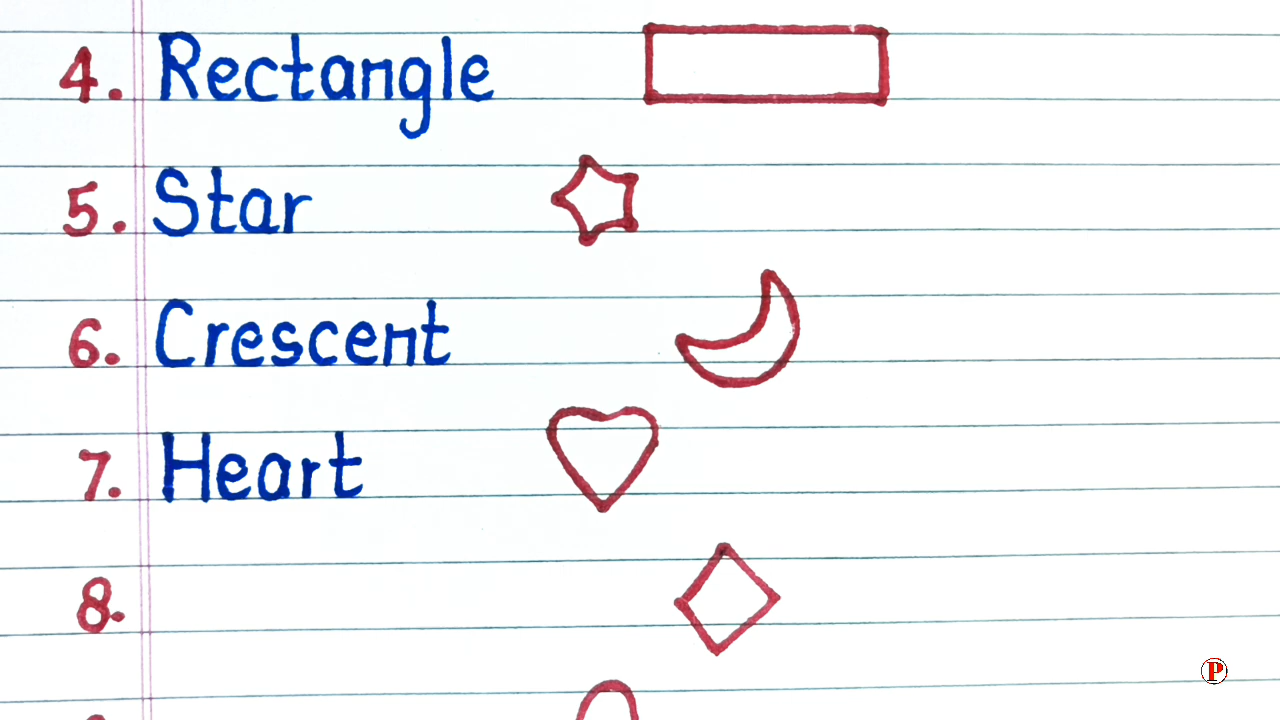 4. Rectangle
5. Star
6. Crescent
7. Heart
8.
P